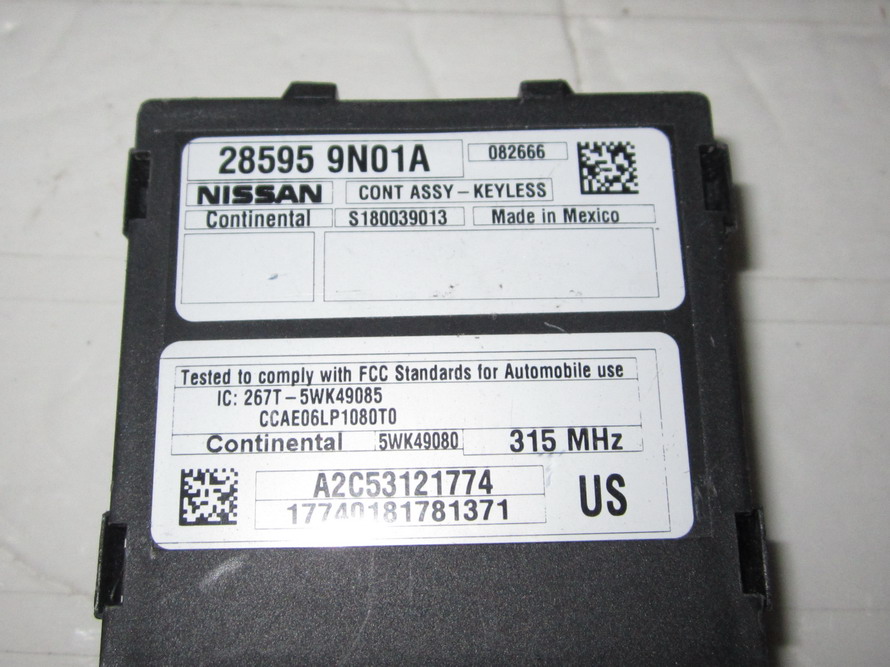 28595 9N01A
082666
NISSAN
CONT ASSY - KEYLESS
Continental
S180039013
Made in Mexico
Tested to comply with FCC Standards for Automobile use
IC: 267T-5WK49085
CCAE06LP1080T0
Continental
5WK49080
315 MHz
A2C53121774
17740181781371
US